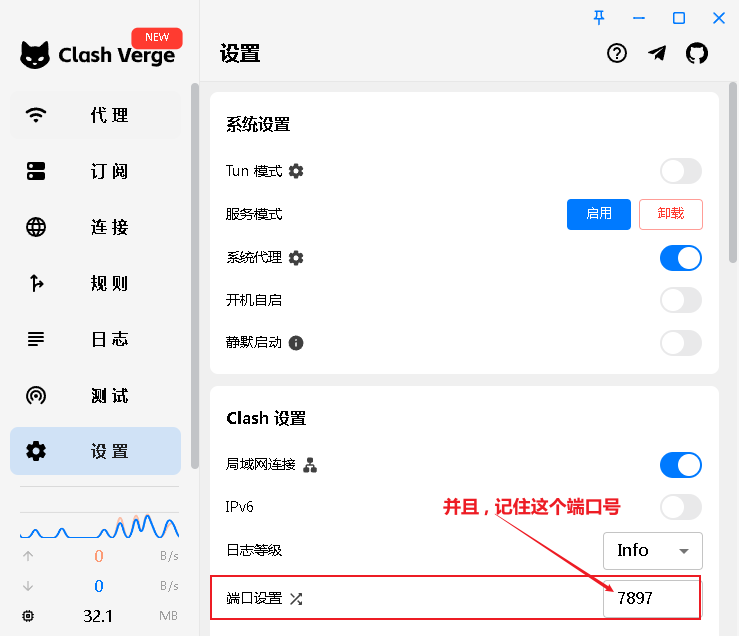 NEW
Clash Verge
代理
订阅
连接
规则
日志
测试
设置
0 B/s
0 B/s
32.1 MB
设置
系统设置
Tun 模式
服务模式 启用 卸载
系统代理
开机自启
静默启动
Clash 设置
局域网连接
IPv6
并且，记住这个端口号
日志等级 Info
端口设置 7897